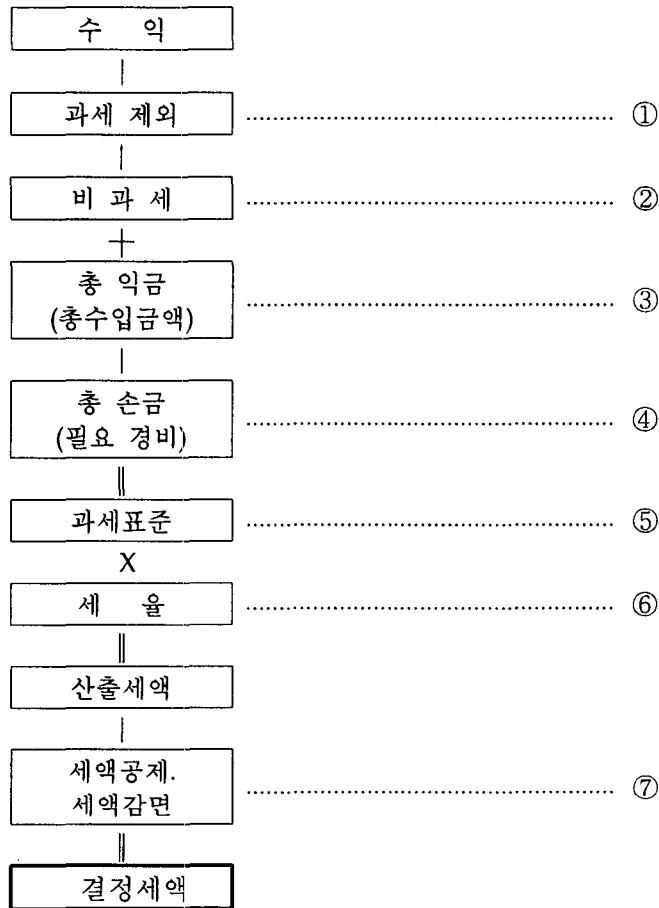 수 익
과세 제외 ①
비 과 세 ②
+
총 익금
(총수입금액) ③
총 손금
(필요 경비) ④
과세표준 ⑤
X
세 율 ⑥
산출세액
세액공제.
세액감면 ⑦
결정세액